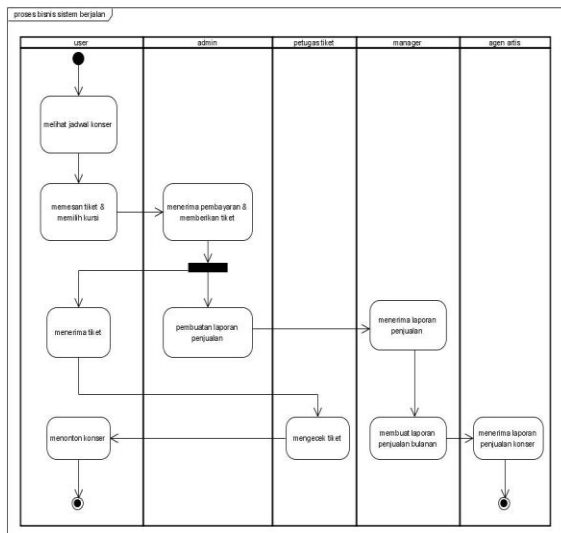 proses bisnis sistem berjalan
user
admin
petugas tiket
manager
agen artis
melihat jadwal konser
memesan tiket &
memilih kursi
menerima pembayaran &
memberikan tiket
menerima tiket
pembuatan laporan
penjualan
menerima laporan
penjualan
menonton konser
mengecek tiket
membuat laporan
penjualan bulanan
menerima laporan
penjualan konser